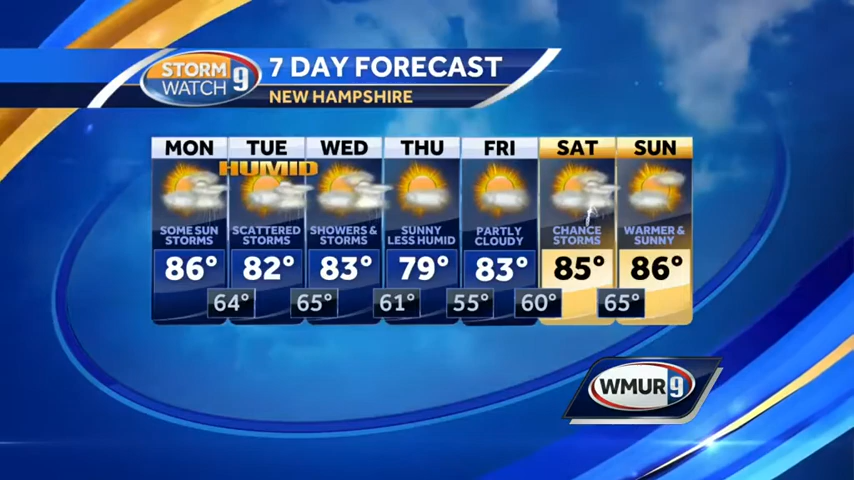 STORM
WATCH 9
7 DAY FORECAST
NEW HAMPSHIRE
MON TUE WED THU FRI SAT SUN
HUMID
SOME SUN STORMS
SCATTERED STORMS
SHOWERS & STORMS
SUNNY LESS HUMID
PARTLY CLOUDY
CHANCE STORMS
WARMER & SUNNY
86° 82° 83° 79° 83° 85° 86°
64° 65° 61° 55° 60° 65°
WMUR 9